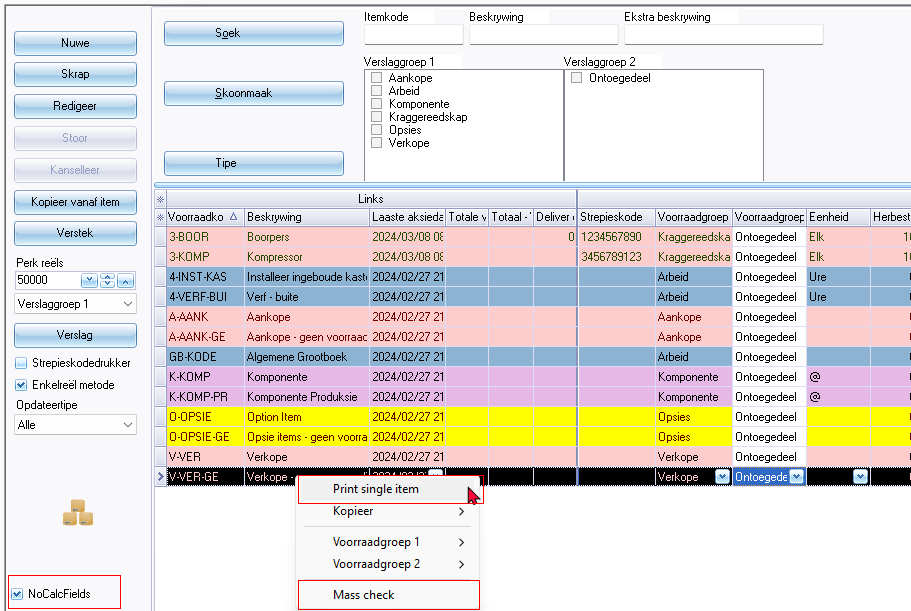 Nuwe
Skrap
Redigeer
Stoor
Kanselleer
Kopieer vanaf item
Verstek
Perk reëls
50000
Verslaggroep 1
Verslag
Strepieskodedrukker
Enkelreël metode
Opdateertipe
Alle
NoCalcFields
Soek
Skoonmaak
Tipe
Itemkode Beskrywing Ekstra beskrywing
Verslaggroep 1 Verslaggroep 2
Aankope Ontoegedeel
Arbeid
Komponente
Kraggereedskap
Opsies
Verkope
Links
Voorraadko Beskrywing Laaste aksieda Totale v Totaal - Deliver Strepieskode Voorraadgroep Voorraadgroep Eenheid Herbest
3-BOOR Boorpers 2024/03/08 08 0 1234567890 Kraggereedska Ontoegedeel Elk
3-KOMP Kompressor 2024/03/08 08 3456789123 Kraggereedska Ontoegedeel Elk
4-INST-KAS Installeer ingeboude kaste 2024/02/27 21 Arbeid Ontoegedeel Ure
4-VERF-BUI Verf - buite 2024/02/27 21 Arbeid Ontoegedeel Ure
A-AANK Aankope 2024/02/27 21 Aankope Ontoegedeel
A-AANK-GE Aankope - geen voorraad 2024/02/27 21 Aankope Ontoegedeel
GB-KODE Algemene Grootboek 2024/02/27 21 Arbeid Ontoegedeel
K-KOMP Komponente 2024/02/27 21 Komponente Ontoegedeel @
K-KOMP-PR Komponente Produksie 2024/02/27 21 Komponente Ontoegedeel @
O-OPSIE Option Item 2024/02/27 21 Opsies Ontoegedeel
O-OPSIE-GE Opsie items - geen voorra 2024/02/27 21 Opsies Ontoegedeel
V-VER Verkope 2024/02/27 21 Verkope Ontoegedeel
V-VER-GE Verkope - Verkope Ontoegede
Print single item
Kopieer
Voorraadgroep 1
Voorraadgroep 2
Mass check